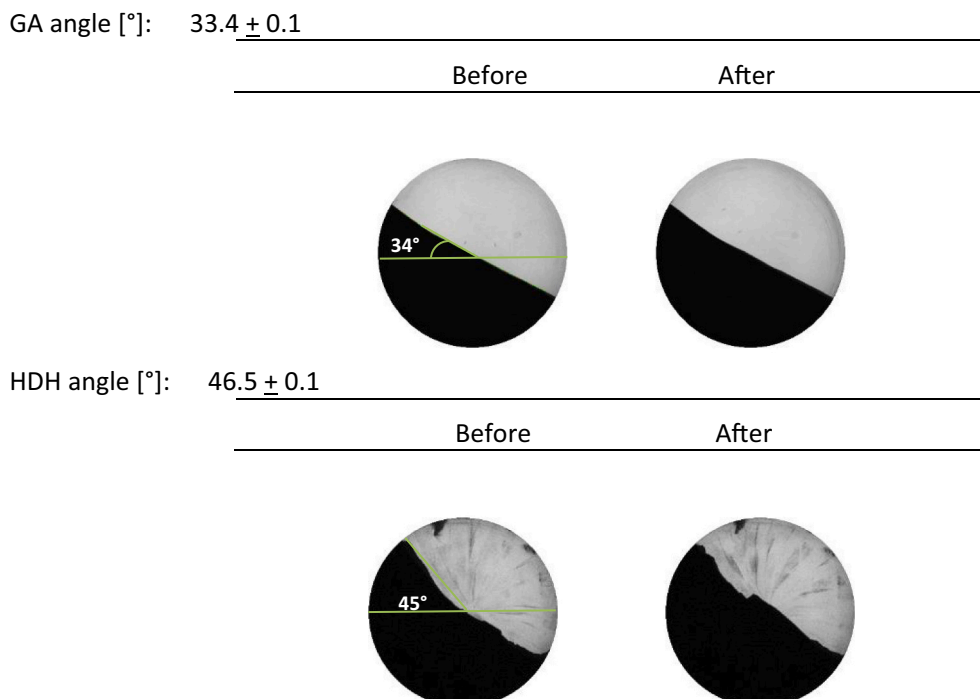 GA angle [°]: 33.4 ± 0.1
Before After
34°
HDH angle [°]: 46.5 ± 0.1
Before After
45°